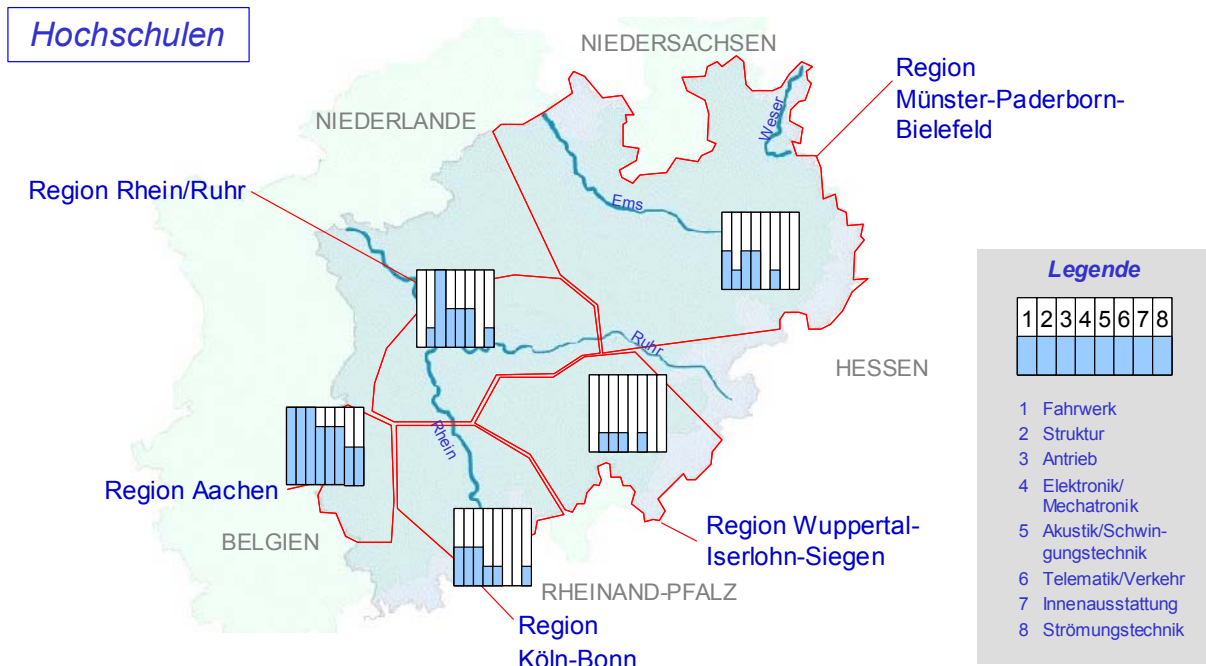 Hochschulen
NIEDERSACHSEN
Region
Münster-Paderborn-
Bielefeld
Weser
NIEDERLANDE
Region Rhein/Ruhr
Ems
Legende
1 2 3 4 5 6 7 8
Ruhr
HESSEN
1 Fahrwerk
2 Struktur
3 Antrieb
4 Elektronik/
Mechatronik
5 Akustik/Schwin-
gungstechnik
6 Telematik/Verkehr
7 Innenausstattung
8 Strömungstechnik
Rhein
Region Aachen
BELGIEN
Region Wuppertal-
Iserlohn-Siegen
RHEINAND-PFALZ
Region
Köln-Bonn